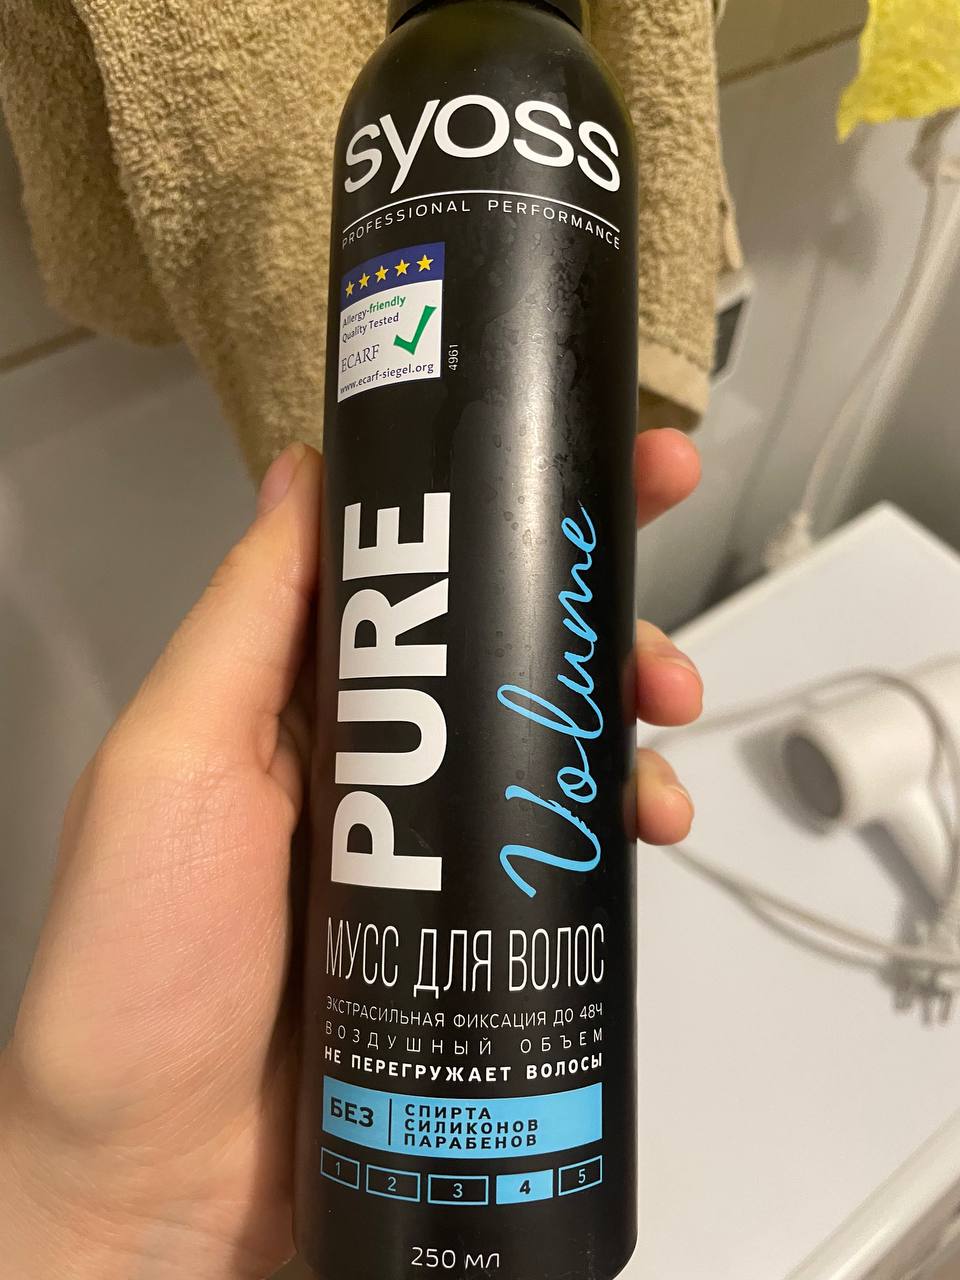 syoss
PROFESSIONAL PERFORMANCE
Allergy-friendly
Quality Tested
ECARF
www.ecarf-siegel.org
4961
PURE
Volume
МУСС ДЛЯ ВОЛОС
ЭКСТРАСИЛЬНАЯ ФИКСАЦИЯ ДО 48Ч
ВОЗДУШНЫЙ ОБЪЕМ
НЕ ПЕРЕГРУЖАЕТ ВОЛОСЫ
БЕЗ
СПИРТА
СИЛИКОНОВ
ПАРАБЕНОВ
1 2 3 4 5
250 МЛ